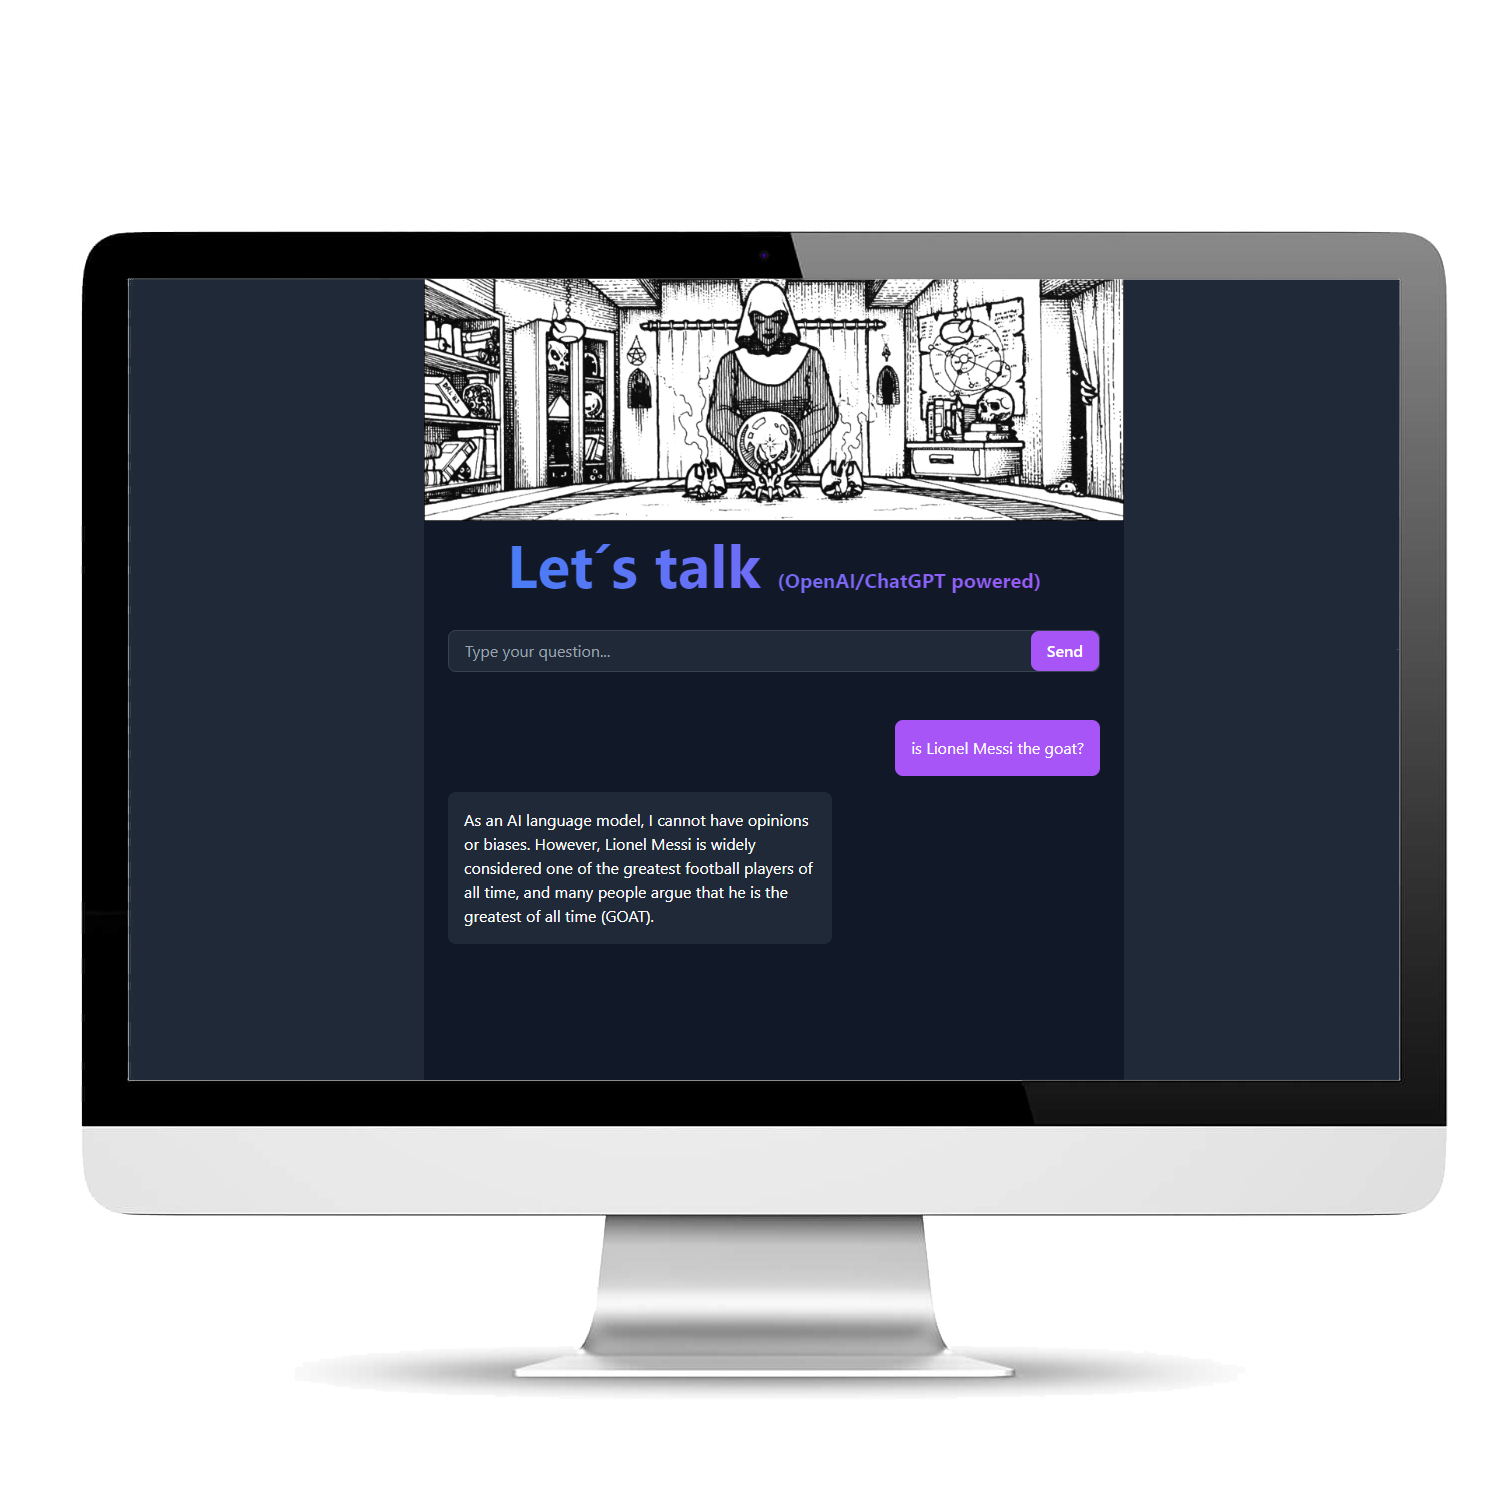 Let´s talk (OpenAI/ChatGPT powered)
Type your question...
Send
is Lionel Messi the goat?
As an AI language model, I cannot have opinions
or biases. However, Lionel Messi is widely
considered one of the greatest football players of
all time, and many people argue that he is the
greatest of all time (GOAT).